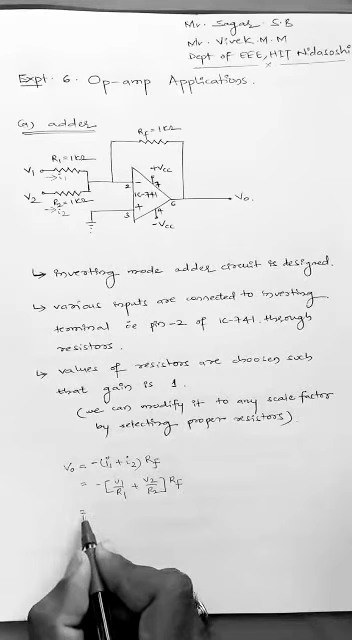 Mr. Sagar. S.B
Mr. Vivek. M. M
Dept of EEE, HIT Nidasoshi
Expt. 6. Op-amp Applications.
(a) adder
Rf = 1KΩ
R1 = 1KΩ
V1
→ i1
+Vcc
2
-
7
IC-741
6
V0.
V2
R2 = 1KΩ
→ i2
3
+
4
-Vcc
↳ inverting mode adder circuit is designed.
↳ various inputs are connected to inverting
terminal ie pin-2 of IC-741. through
resistors.
↳ values of resistors are choosen such
that gain is 1.
(we can modify it to any scale factor
by selecting proper resistors).
V0 = -(i1 + i2) Rf
= -[V1/R1 + V2/R2] Rf
=